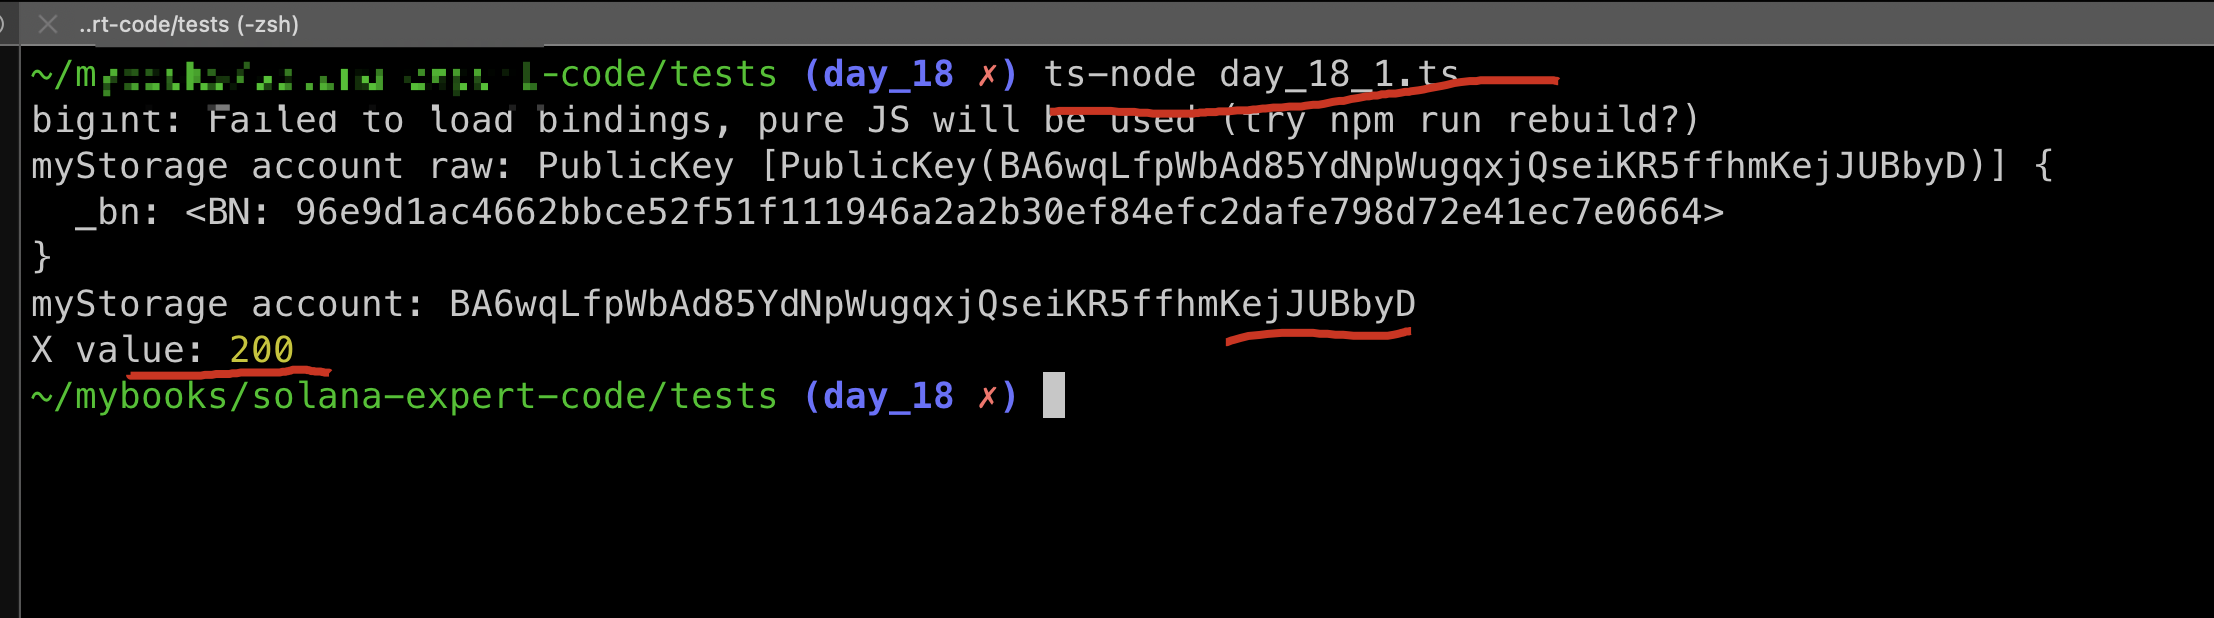 ..rt-code/tests (-zsh)
~/m -code/tests (day_18 ✗) ts-node day_18_1.ts
bigint: Failed to load bindings, pure JS will be used (try npm run rebuild?)
myStorage account raw: PublicKey [PublicKey(BA6wqLfpWbAd85YdNpWugqxjQseiKR5ffhmKejJUBbyD)] {
  _bn: <BN: 96e9d1ac4662bbce52f51f111946a2a2b30ef84efc2dafe798d72e41ec7e0664>
}
myStorage account: BA6wqLfpWbAd85YdNpWugqxjQseiKR5ffhmKejJUBbyD
X value: 200
~/mybooks/solana-expert-code/tests (day_18 ✗)